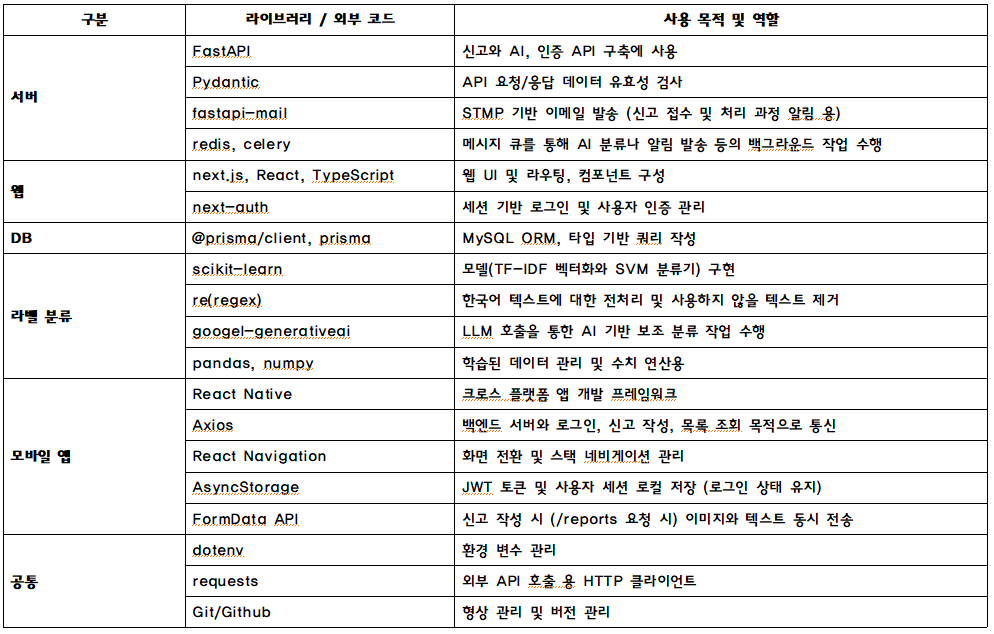 구분 라이브러리 / 외부 코드 사용 목적 및 역할
서버 FastAPI 신고와 AI, 인증 API 구축에 사용
Pydantic API 요청/응답 데이터 유효성 검사
fastapi-mail STMP 기반 이메일 발송 (신고 접수 및 처리 과정 알림 용)
redis, celery 메시지 큐를 통해 AI 분류나 알림 발송 등의 백그라운드 작업 수행
웹 next.js, React, TypeScript 웹 UI 및 라우팅, 컴포넌트 구성
next-auth 세션 기반 로그인 및 사용자 인증 관리
DB @prisma/client, prisma MySQL ORM, 타입 기반 쿼리 작성
라벨 분류 scikit-learn 모델(TF-IDF 벡터화와 SVM 분류기) 구현
re(regex) 한국어 텍스트에 대한 전처리 및 사용하지 않을 텍스트 제거
googel-generativeai LLM 호출을 통한 AI 기반 보조 분류 작업 수행
pandas, numpy 학습된 데이터 관리 및 수치 연산용
모바일 앱 React Native 크로스 플랫폼 앱 개발 프레임워크
Axios 백엔드 서버와 로그인, 신고 작성, 목록 조회 목적으로 통신
React Navigation 화면 전환 및 스택 네비게이션 관리
AsyncStorage JWT 토큰 및 사용자 세션 로컬 저장 (로그인 상태 유지)
FormData API 신고 작성 시 (/reports 요청 시) 이미지와 텍스트 동시 전송
공통 dotenv 환경 변수 관리
requests 외부 API 호출 용 HTTP 클라이언트
Git/Github 형상 관리 및 버전 관리